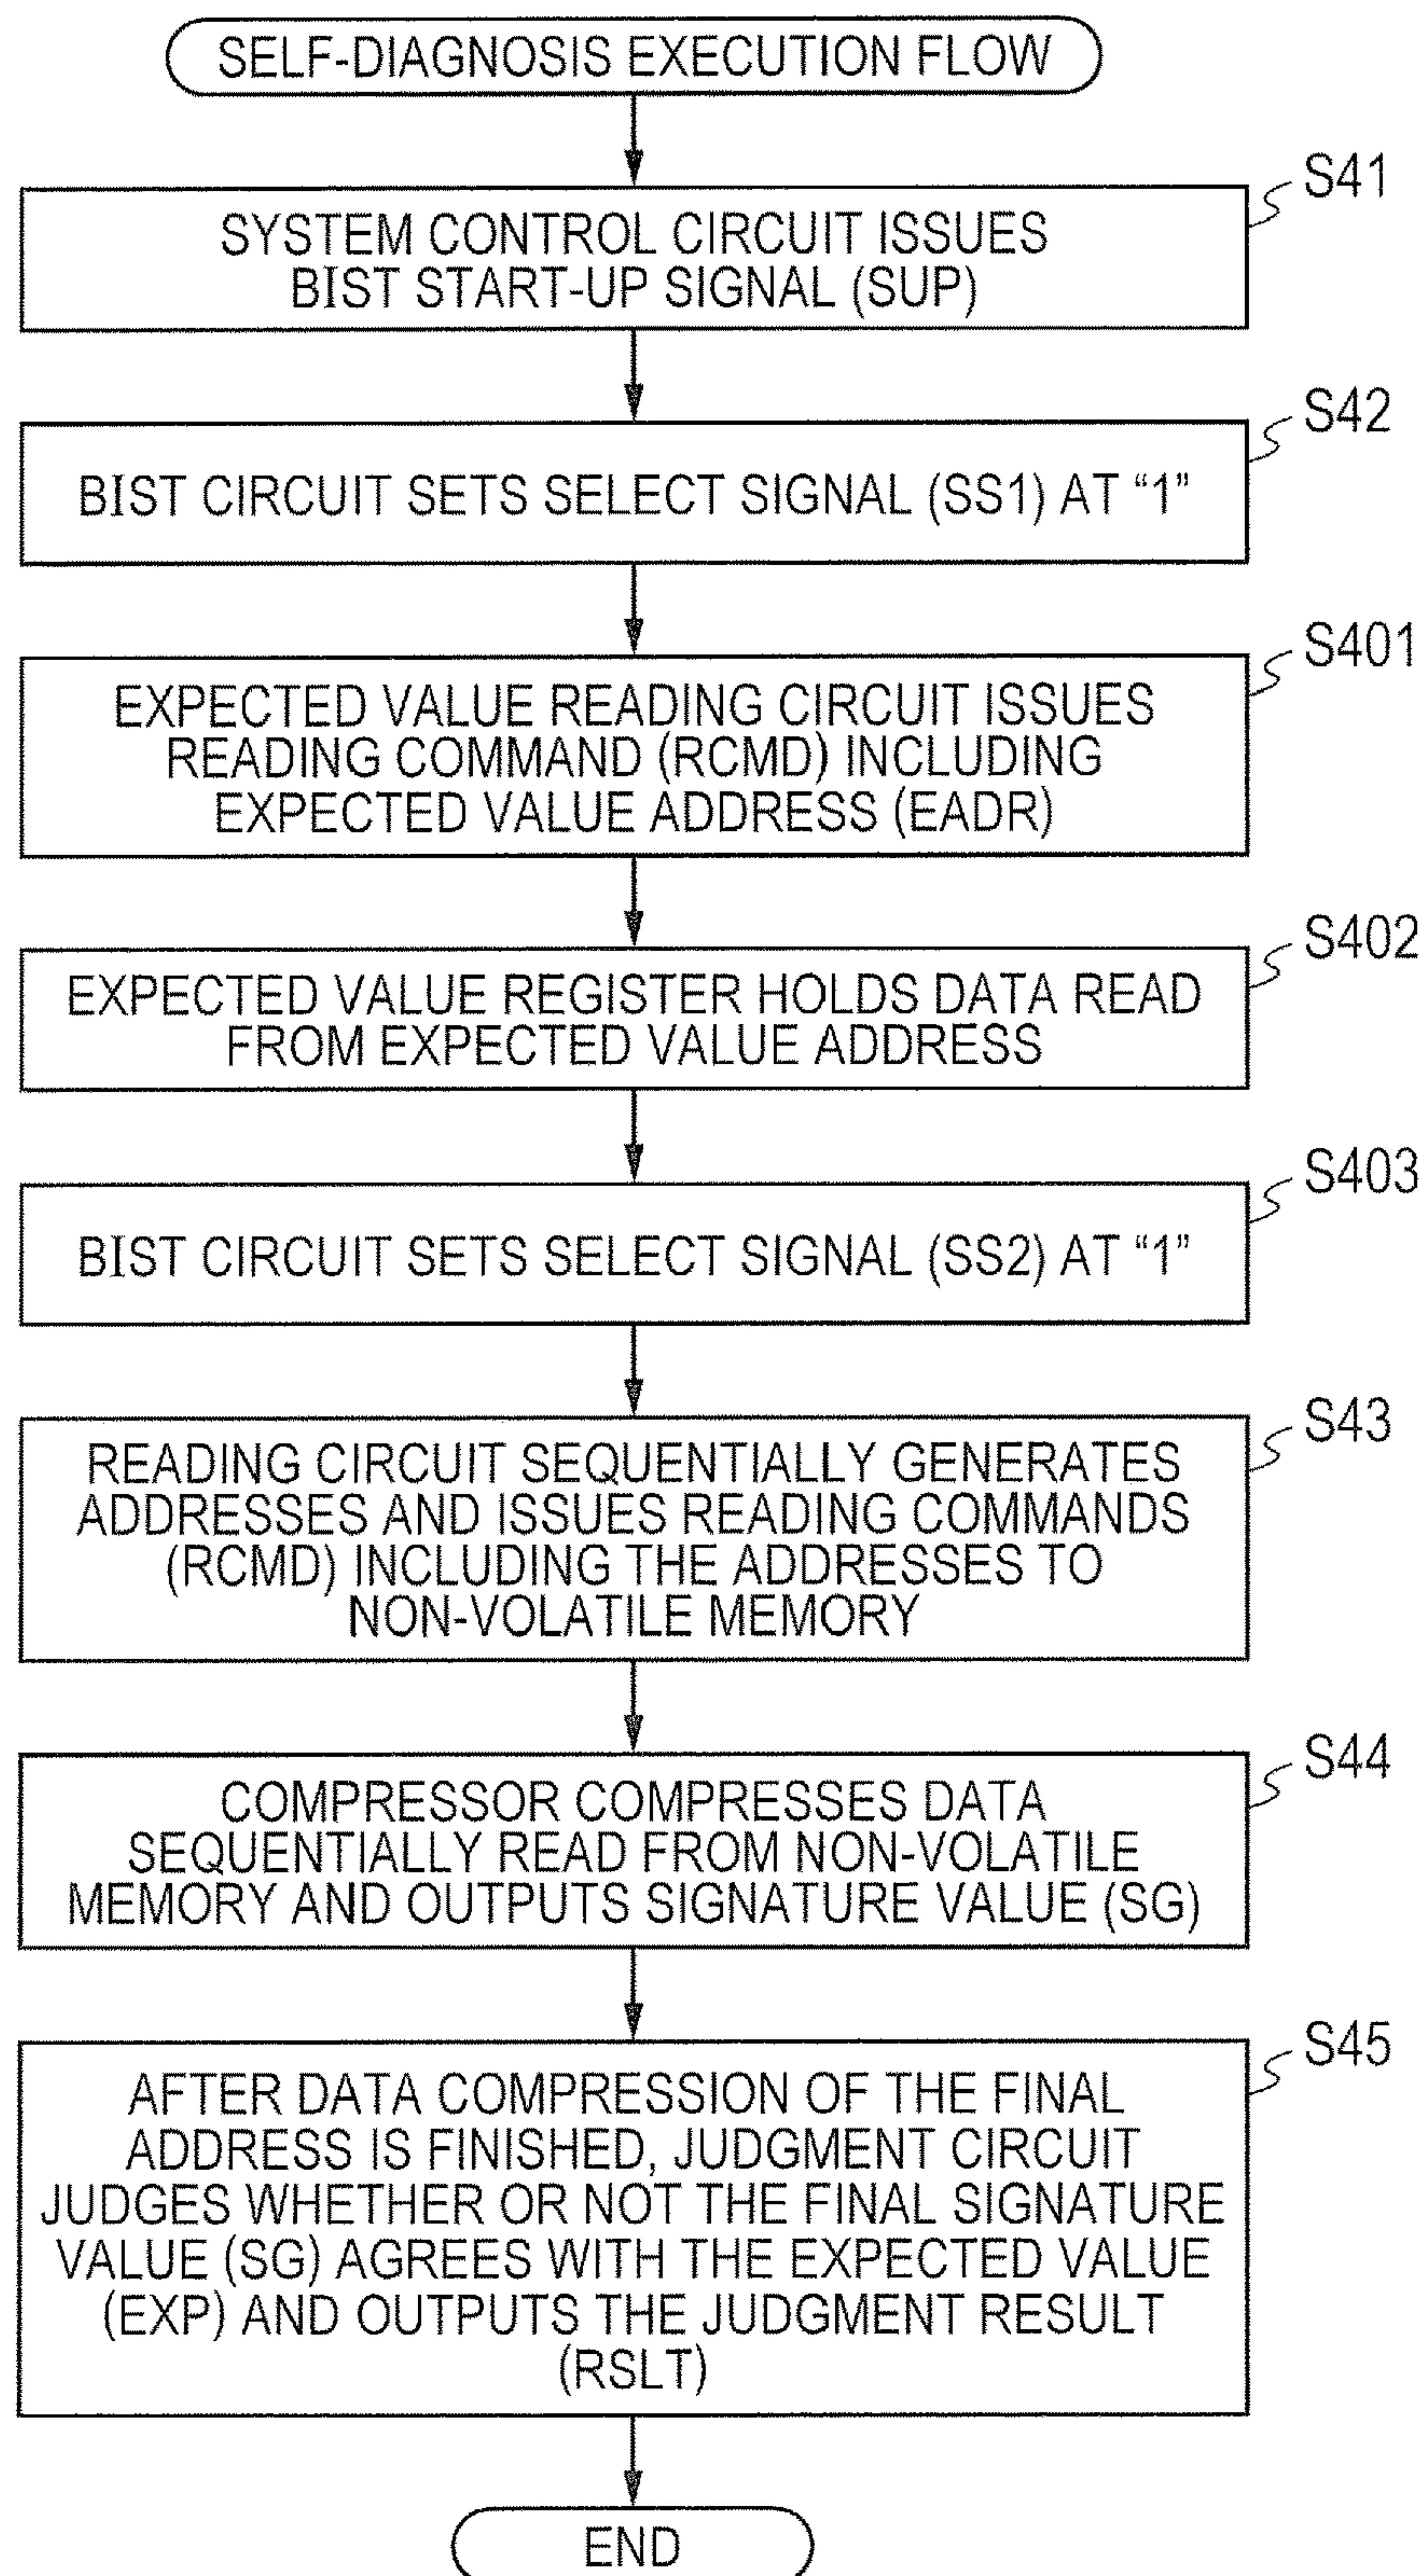 SELF-DIAGNOSIS EXECUTION FLOW
S41
SYSTEM CONTROL CIRCUIT ISSUES
BIST START-UP SIGNAL (SUP)
S42
BIST CIRCUIT SETS SELECT SIGNAL (SS1) AT “1”
S401
EXPECTED VALUE READING CIRCUIT ISSUES
READING COMMAND (RCMD) INCLUDING
EXPECTED VALUE ADDRESS (EADR)
S402
EXPECTED VALUE REGISTER HOLDS DATA READ
FROM EXPECTED VALUE ADDRESS
S403
BIST CIRCUIT SETS SELECT SIGNAL (SS2) AT “1”
S43
READING CIRCUIT SEQUENTIALLY GENERATES
ADDRESSES AND ISSUES READING COMMANDS
(RCMD) INCLUDING THE ADDRESSES TO
NON-VOLATILE MEMORY
S44
COMPRESSOR COMPRESSES DATA
SEQUENTIALLY READ FROM NON-VOLATILE
MEMORY AND OUTPUTS SIGNATURE VALUE (SG)
S45
AFTER DATA COMPRESSION OF THE FINAL
ADDRESS IS FINISHED, JUDGMENT CIRCUIT
JUDGES WHETHER OR NOT THE FINAL SIGNATURE
VALUE (SG) AGREES WITH THE EXPECTED VALUE
(EXP) AND OUTPUTS THE JUDGMENT RESULT
(RSLT)
END